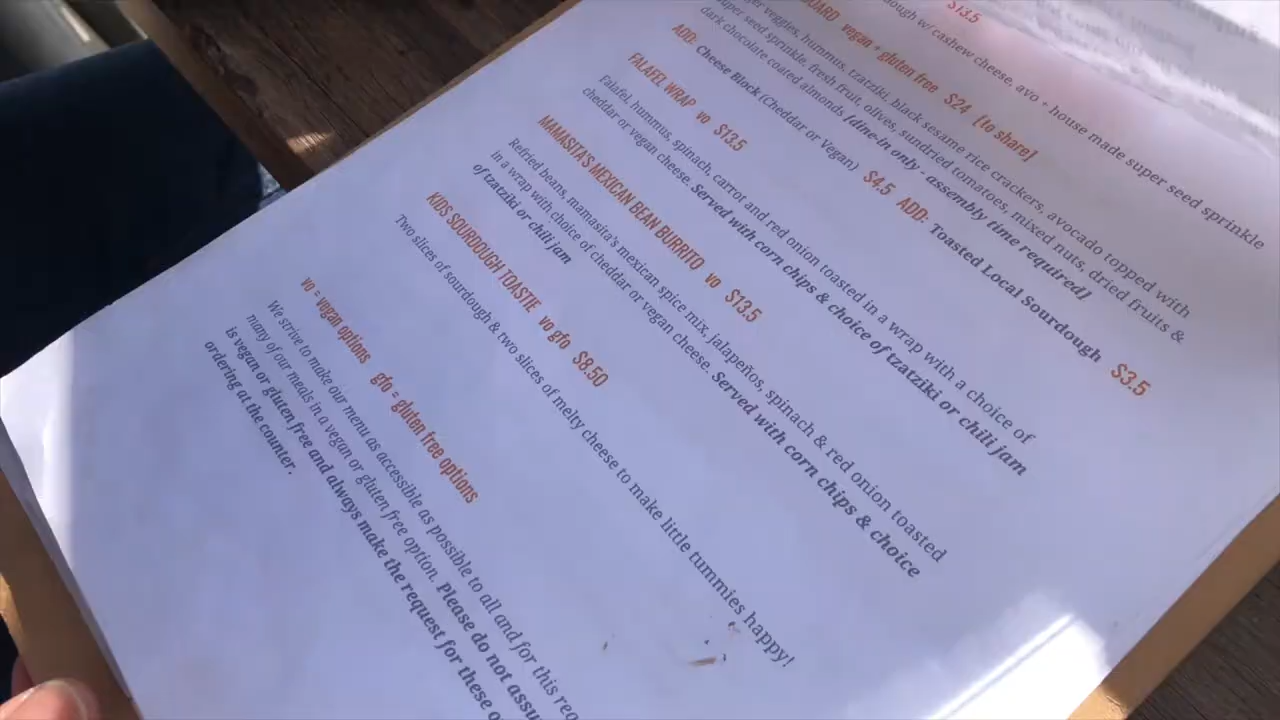 $13.5
ough w/ cashew cheese, avo + house made super seed sprinkle
OARD vegan + gluten free $24 [to share]
er veggies, hummus, tzatziki, black sesame rice crackers, avocado topped with
super seed sprinkle, fresh fruit, olives, sundried tomatoes, mixed nuts, dried fruits &
dark chocolate coated almonds [dine-in only - assembly time required]
ADD: Cheese Block (Cheddar or Vegan) $4.5 ADD: Toasted Local Sourdough $3.5
FALAFEL WRAP vo $13.5
Falafel, hummus, spinach, carrot and red onion toasted in a wrap with a choice of
cheddar or vegan cheese. Served with corn chips & choice of tzatziki or chili jam
MAMASITA'S MEXICAN BEAN BURRITO vo $13.5
Refried beans, mamasita's mexican spice mix, jalapeños, spinach & red onion toasted
in a wrap with choice of cheddar or vegan cheese. Served with corn chips & choice
of tzatziki or chili jam
KIDS SOURDOUGH TOASTIE vo gfo $8.50
Two slices of sourdough & two slices of melty cheese to make little tummies happy!
vo = vegan options gfo = gluten free options
We strive to make our menu as accessible as possible to all and for this rea
many of our meals in a vegan or gluten free option. Please do not assu
is vegan or gluten free and always make the request for these o
ordering at the counter.